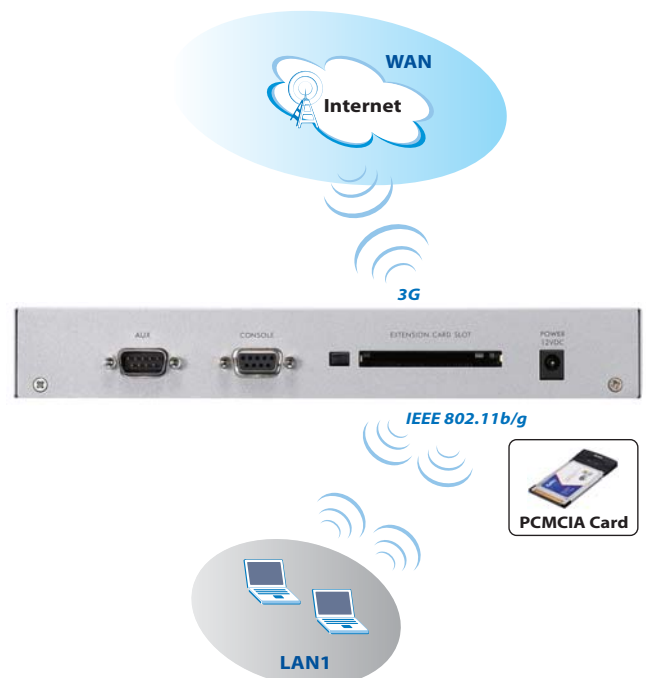 WAN
Internet
3G
AUX
CONSOLE
EXTENSION CARD SLOT
POWER
12VDC
IEEE 802.11b/g
PCMCIA Card
LAN1